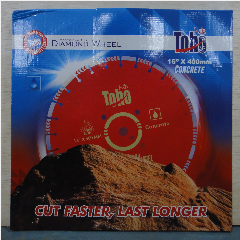 DIAMOND WHEEL
Tobo
16" X 400mm
CONCRETE
Tobo
Concrete
CUT FASTER, LAST LONGER